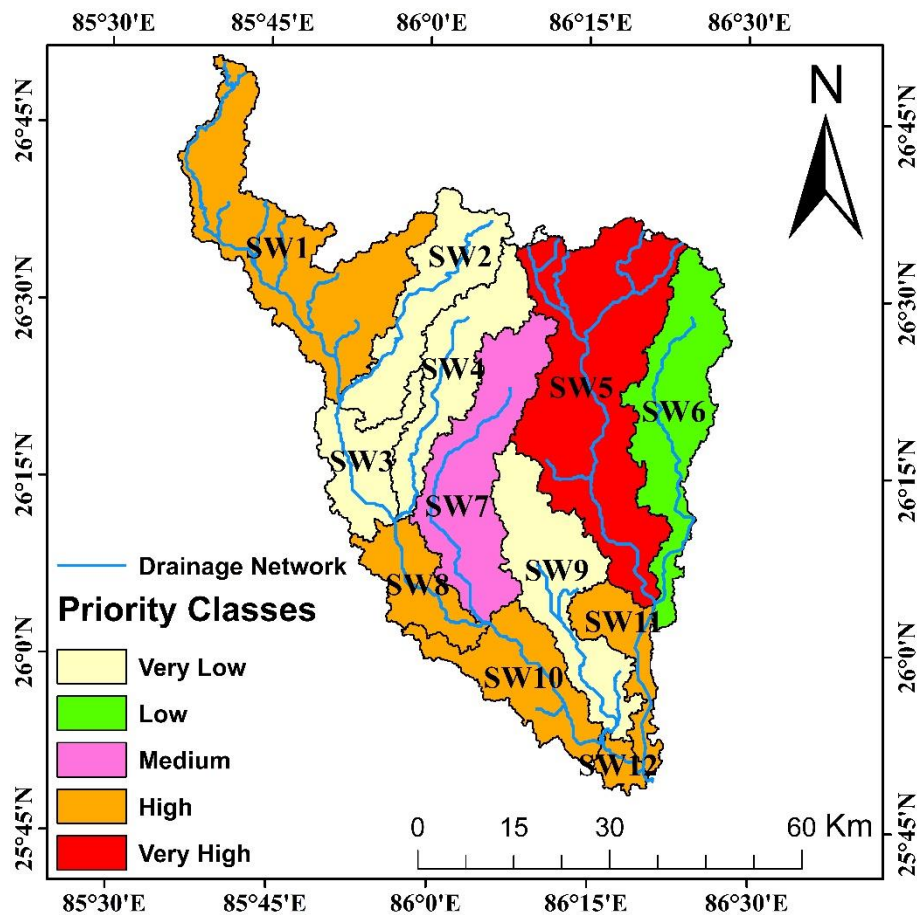 85°30'E 85°45'E 86°0'E 86°15'E 86°30'E
N
26°45'N 26°45'N
SW1
SW2
26°30'N 26°30'N
SW4
SW5
SW6
SW3
26°15'N 26°15'N
SW7
Drainage Network
SW9
SW8
Priority Classes
SW11
26°0'N 26°0'N
Very Low
SW10
Low
Medium
SW12
High
0 15 30 60 Km
25°45'N 25°45'N
Very High
85°30'E 85°45'E 86°0'E 86°15'E 86°30'E